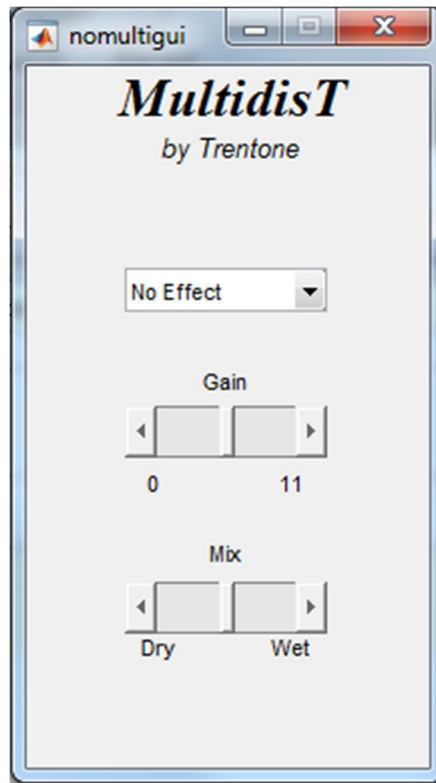 nomultigui
MultidisT
by Trentone
No Effect
Gain
0 11
Mix
Dry Wet